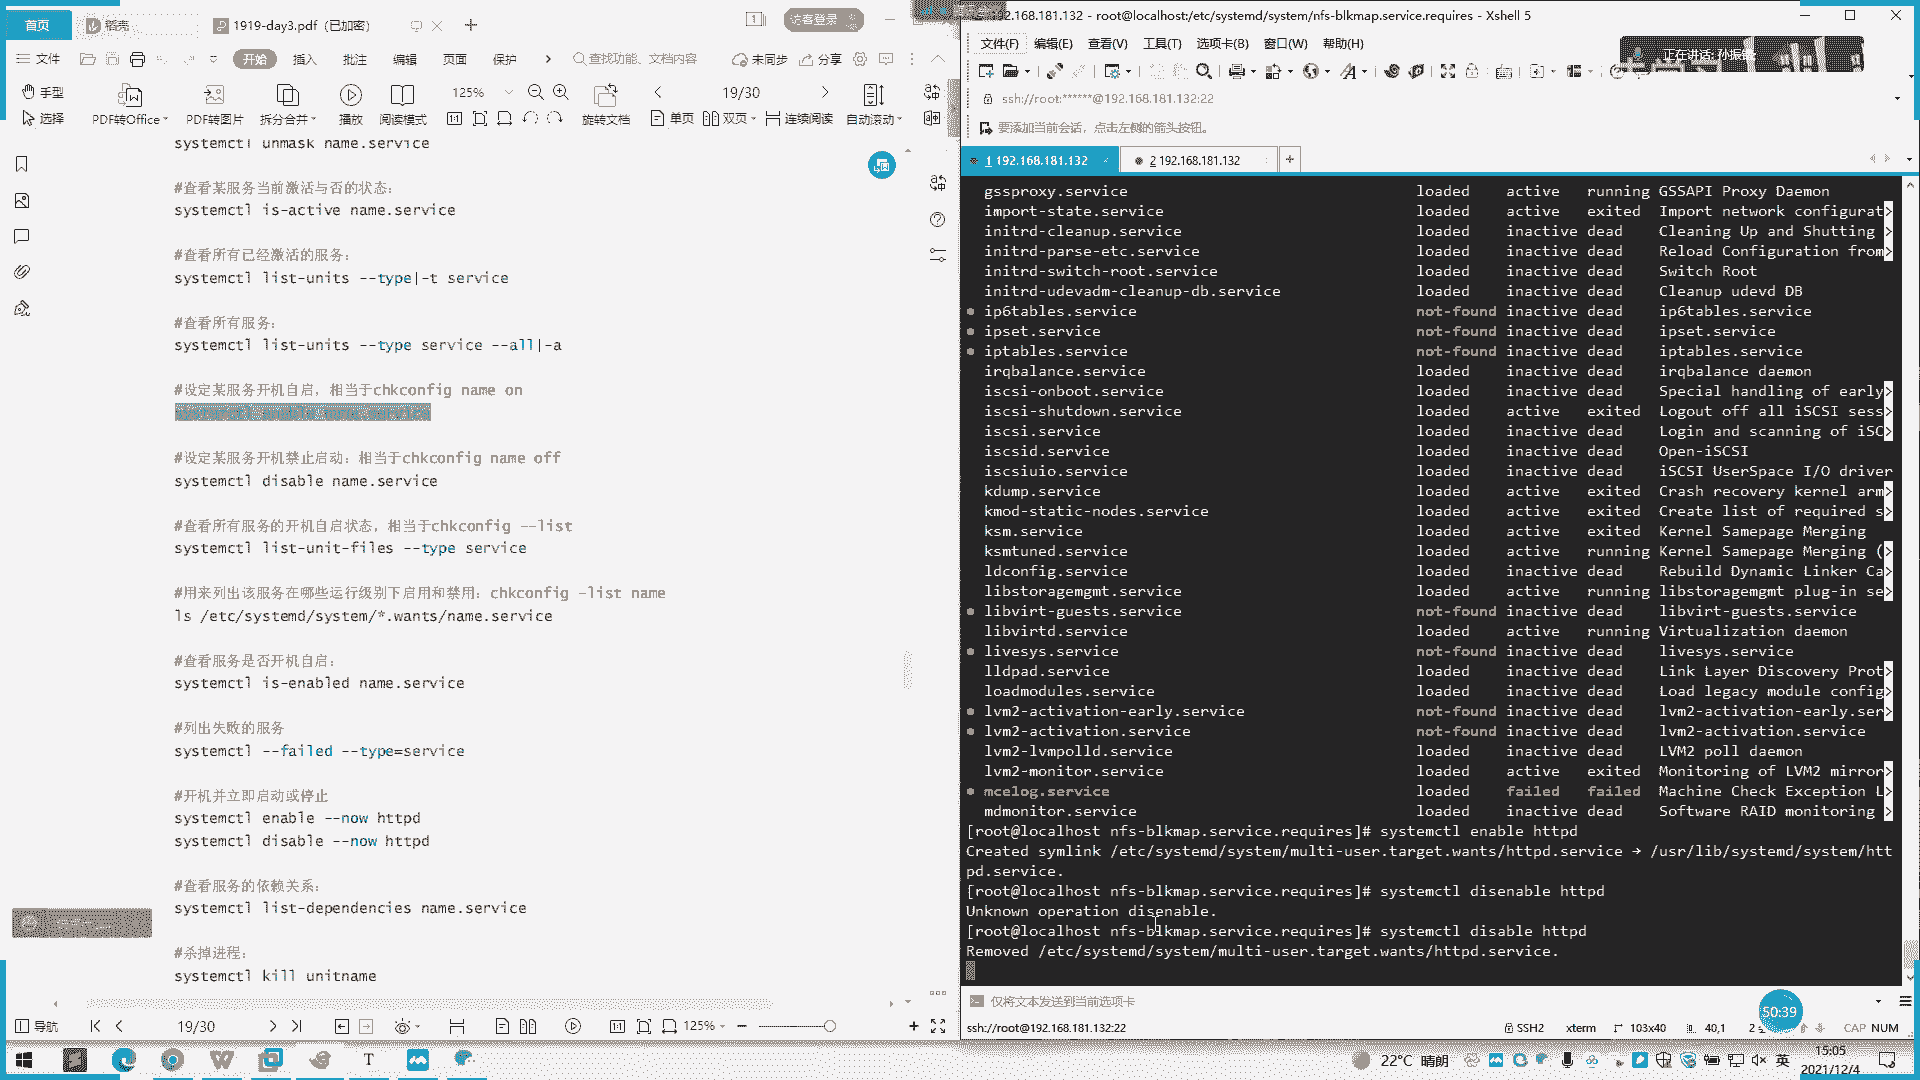 首页
稻壳
1919-day3.pdf（已加密）
访客登录
文件
开始
插入
批注
编辑
页面
保护
查找功能、文档内容
未同步
分享
手型
选择
PDF转Office
PDF转图片
拆分合并
播放
阅读模式
125%
旋转文档
19/30
单页
双页
连续阅读
自动滚动
systemctl unmask name.service
#查看某服务当前激活与否的状态：
systemctl is-active name.service
#查看所有已经激活的服务：
systemctl list-units --type|-t service
#查看所有服务：
systemctl list-units --type service --all|-a
#设定某服务开机自启，相当于chkconfig name on
systemctl enable name.service
#设定某服务开机禁止启动：相当于chkconfig name off
systemctl disable name.service
#查看所有服务的开机自启状态，相当于chkconfig --list
systemctl list-unit-files --type service
#用来列出该服务在哪些运行级别下启用和禁用：chkconfig -list name
ls /etc/systemd/system/*.wants/name.service
#查看服务是否开机自启：
systemctl is-enabled name.service
#列出失败的服务
systemctl --failed --type=service
#开机并立即启动或停止
systemctl enable --now httpd
systemctl disable --now httpd
#查看服务的依赖关系：
systemctl list-dependencies name.service
#杀掉进程：
systemctl kill unitname
导航
19/30
125%
192.168.181.132 - root@localhost:/etc/systemd/system/nfs-blkmap.service.requires - Xshell 5
文件(F) 编辑(E) 查看(V) 工具(T) 选项卡(B) 窗口(W) 帮助(H)
ssh://root:******@192.168.181.132:22
要添加当前会话，点击左侧的箭头按钮。
1 192.168.181.132
2 192.168.181.132
gssproxy.service loaded active running GSSAPI Proxy Daemon
import-state.service loaded active exited Import network configurat>
initrd-cleanup.service loaded inactive dead Cleaning Up and Shutting >
initrd-parse-etc.service loaded inactive dead Reload Configuration from>
initrd-switch-root.service loaded inactive dead Switch Root
initrd-udevadm-cleanup-db.service loaded inactive dead Cleanup udevd DB
● ip6tables.service not-found inactive dead ip6tables.service
● ipset.service not-found inactive dead ipset.service
● iptables.service not-found inactive dead iptables.service
irqbalance.service loaded inactive dead irqbalance daemon
iscsi-onboot.service loaded inactive dead Special handling of early>
iscsi-shutdown.service loaded active exited Logout off all iSCSI sess>
iscsi.service loaded inactive dead Login and scanning of iSC>
iscsid.service loaded inactive dead Open-iSCSI
iscsiuio.service loaded inactive dead iSCSI UserSpace I/O driver
kdump.service loaded active exited Crash recovery kernel arm>
kmod-static-nodes.service loaded active exited Create list of required s>
ksm.service loaded active exited Kernel Samepage Merging
ksmtuned.service loaded active running Kernel Samepage Merging (>
ldconfig.service loaded inactive dead Rebuild Dynamic Linker Ca>
libstoragemgmt.service loaded active running libstoragemgmt plug-in se>
● libvirt-guests.service not-found inactive dead libvirt-guests.service
libvirtd.service loaded active running Virtualization daemon
● livesys.service not-found inactive dead livesys.service
lldpad.service loaded inactive dead Link Layer Discovery Prot>
loadmodules.service loaded inactive dead Load legacy module config>
● lvm2-activation-early.service not-found inactive dead lvm2-activation-early.ser>
● lvm2-activation.service not-found inactive dead lvm2-activation.service
lvm2-lvmpolld.service loaded inactive dead LVM2 poll daemon
lvm2-monitor.service loaded active exited Monitoring of LVM2 mirror>
● mcelog.service loaded failed failed Machine Check Exception L>
mdmonitor.service loaded inactive dead Software RAID monitoring >
[root@localhost nfs-blkmap.service.requires]# systemctl enable httpd
Created symlink /etc/systemd/system/multi-user.target.wants/httpd.service → /usr/lib/systemd/system/htt
pd.service.
[root@localhost nfs-blkmap.service.requires]# systemctl disenable httpd
Unknown operation disenable.
[root@localhost nfs-blkmap.service.requires]# systemctl disable httpd
Removed /etc/systemd/system/multi-user.target.wants/httpd.service.
仅将文本发送到当前选项卡
50:39
ssh://root@192.168.181.132:22
SSH2
xterm
103x40
40,1
CAP NUM
22°C 晴朗
英
15:05
2021/12/4